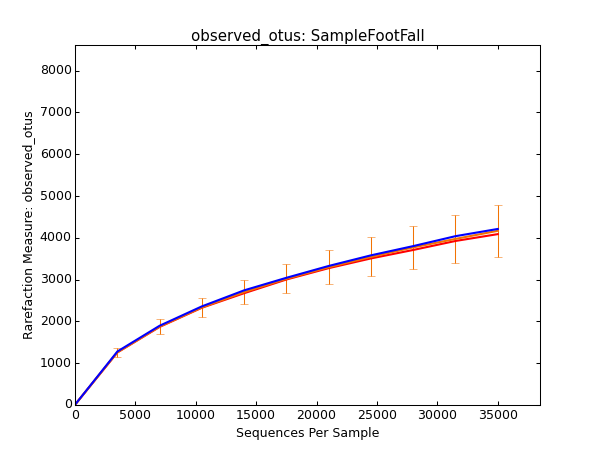 observed_otus: SampleFootFall
8000
7000
6000
5000
4000
3000
2000
1000
0
Rarefaction Measure: observed_otus
0 5000 10000 15000 20000 25000 30000 35000
Sequences Per Sample